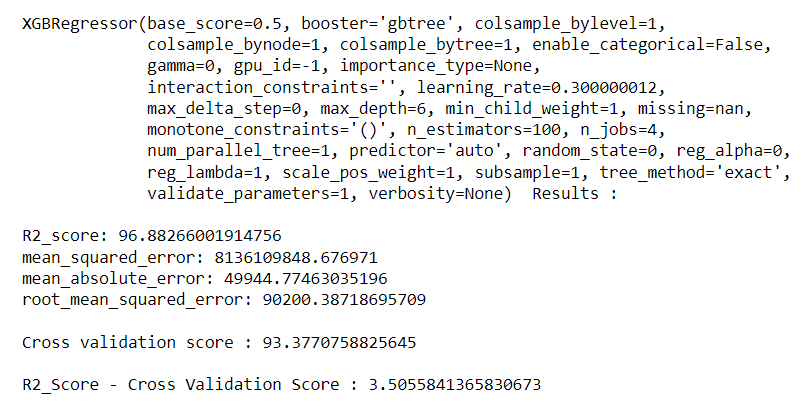 XGBRegressor(base_score=0.5, booster='gbtree', colsample_bylevel=1,
colsample_bynode=1, colsample_bytree=1, enable_categorical=False,
gamma=0, gpu_id=-1, importance_type=None,
interaction_constraints='', learning_rate=0.300000012,
max_delta_step=0, max_depth=6, min_child_weight=1, missing=nan,
monotone_constraints='()', n_estimators=100, n_jobs=4,
num_parallel_tree=1, predictor='auto', random_state=0, reg_alpha=0,
reg_lambda=1, scale_pos_weight=1, subsample=1, tree_method='exact',
validate_parameters=1, verbosity=None)  Results :
R2_score: 96.88266001914756
mean_squared_error: 8136109848.676971
mean_absolute_error: 49944.77463035196
root_mean_squared_error: 90200.38718695709
Cross validation score : 93.3770758825645
R2_Score - Cross Validation Score : 3.5055841365830673